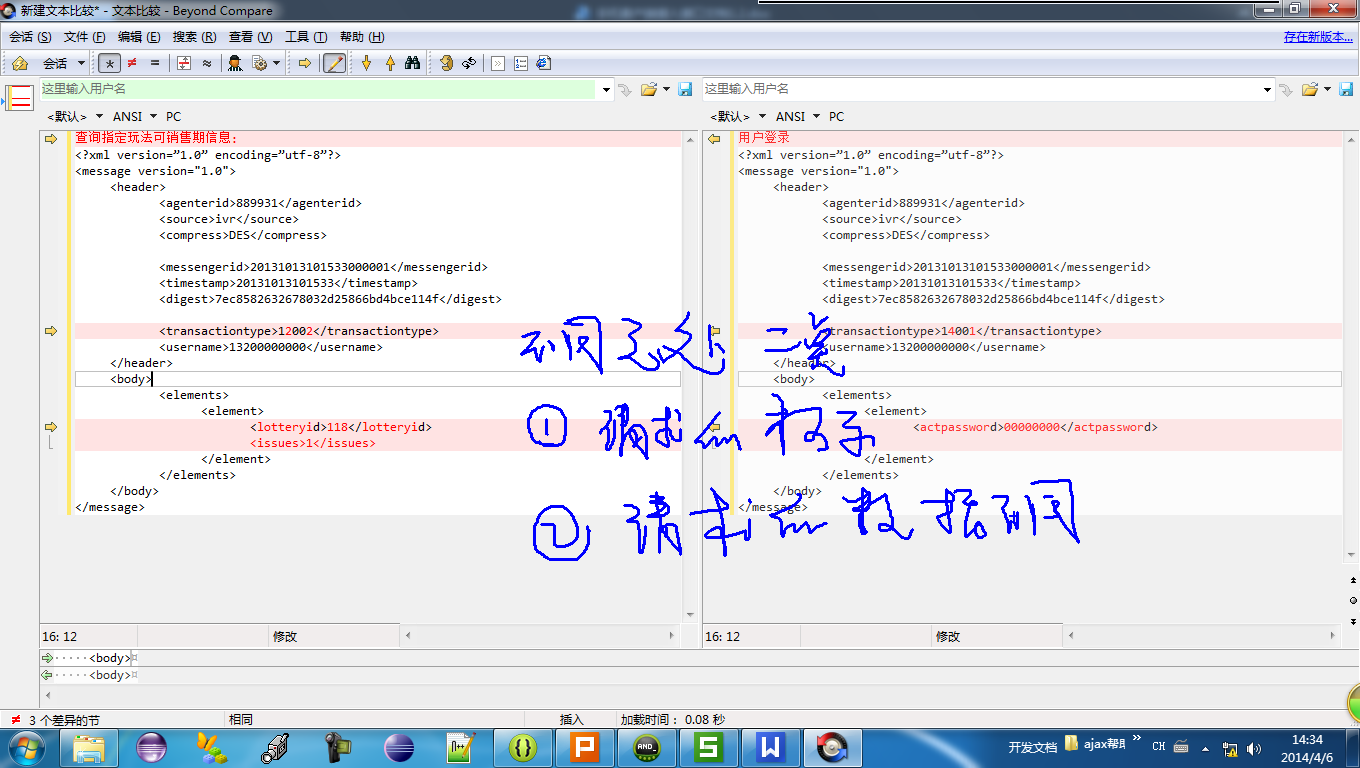 新建文本比较* - 文本比较 - Beyond Compare
会话 (S) 文件 (F) 编辑 (E) 搜索 (R) 查看 (V) 工具 (T) 帮助 (H) 存在新版本...
会话
这里输入用户名 这里输入用户名
<默认> ANSI PC <默认> ANSI PC
查询指定玩法可销售期信息:
<?xml version="1.0" encoding="utf-8"?>
<message version="1.0">
<header>
<agenterid>889931</agenterid>
<source>ivr</source>
<compress>DES</compress>
<messengerid>20131013101533000001</messengerid>
<timestamp>20131013101533</timestamp>
<digest>7ec8582632678032d25866bd4bce114f</digest>
<transactiontype>12002</transactiontype>
<username>13200000000</username>
</header>
<body>
<elements>
<element>
<lotteryid>118</lotteryid>
<issues>1</issues>
</element>
</elements>
</body>
</message>
用户登录
<?xml version="1.0" encoding="utf-8"?>
<message version="1.0">
<header>
<agenterid>889931</agenterid>
<source>ivr</source>
<compress>DES</compress>
<messengerid>20131013101533000001</messengerid>
<timestamp>20131013101533</timestamp>
<digest>7ec8582632678032d25866bd4bce114f</digest>
<transactiontype>14001</transactiontype>
<username>13200000000</username>
</header>
<body>
<elements>
<element>
<actpassword>00000000</actpassword>
</element>
</elements>
</body>
</message>
不同之处 二点
① 请求的
② 请求的数据不同
16: 12 修改 16: 12 修改
<body>
<body>
3 个差异的节 相同 插入 加载时间: 0.08 秒
开发文档 ajax帮 CH 14:34
2014/4/6